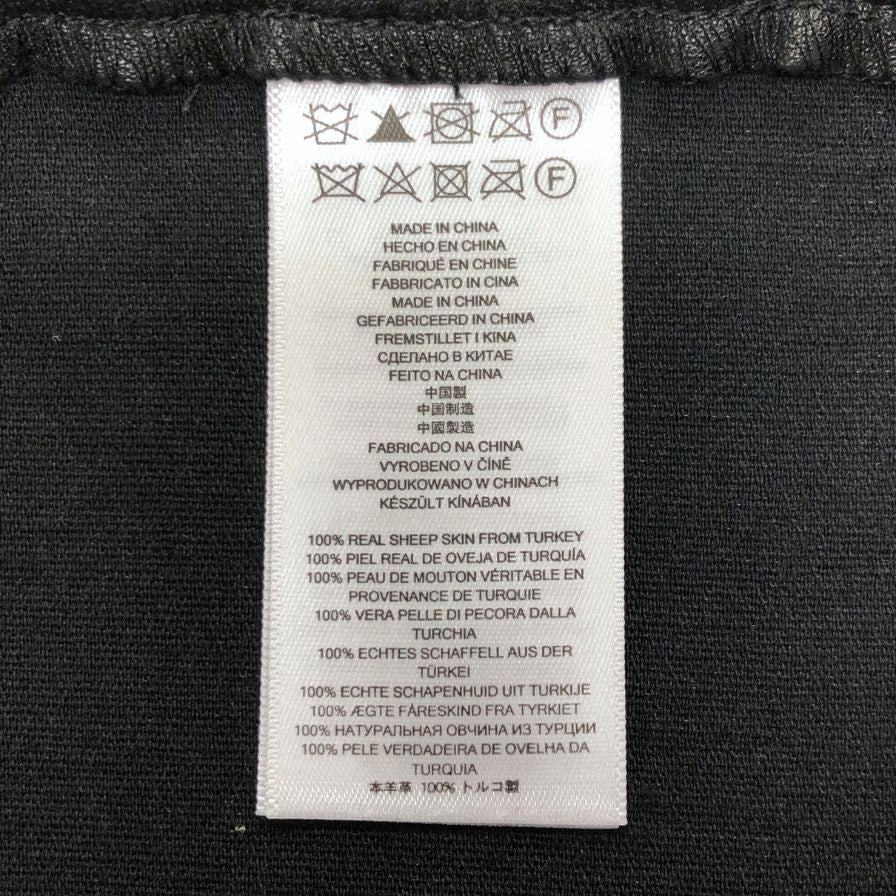 F
F
MADE IN CHINA
HECHO EN CHINA
FABRIQUÉ EN CHINE
FABBRICATO IN CINA
MADE IN CHINA
GEFABRICEERD IN CHINA
FREMSTILLET I KINA
СДЕЛАНО В КИТАЕ
FEITO NA CHINA
中国製
中国制造
中國製造
FABRICADO NA CHINA
VYROBENO V ČÍNĚ
WYPRODUKOWANO W CHINACH
KÉSZÜLT KÍNÁBAN
100% REAL SHEEP SKIN FROM TURKEY
100% PIEL REAL DE OVEJA DE TURQUÍA
100% PEAU DE MOUTON VÉRITABLE EN
PROVENANCE DE TURQUIE
100% VERA PELLE DI PECORA DALLA
TURCHIA
100% ECHTES SCHAFFELL AUS DER
TÜRKEI
100% ECHTE SCHAPENHUID UIT TURKIJE
100% ÆGTE FÅRESKIND FRA TYRKIET
100% НАТУРАЛЬНАЯ ОВЧИНА ИЗ ТУРЦИИ
100% PELE VERDADEIRA DE OVELHA DA
TURQUIA
本羊革 100% トルコ製